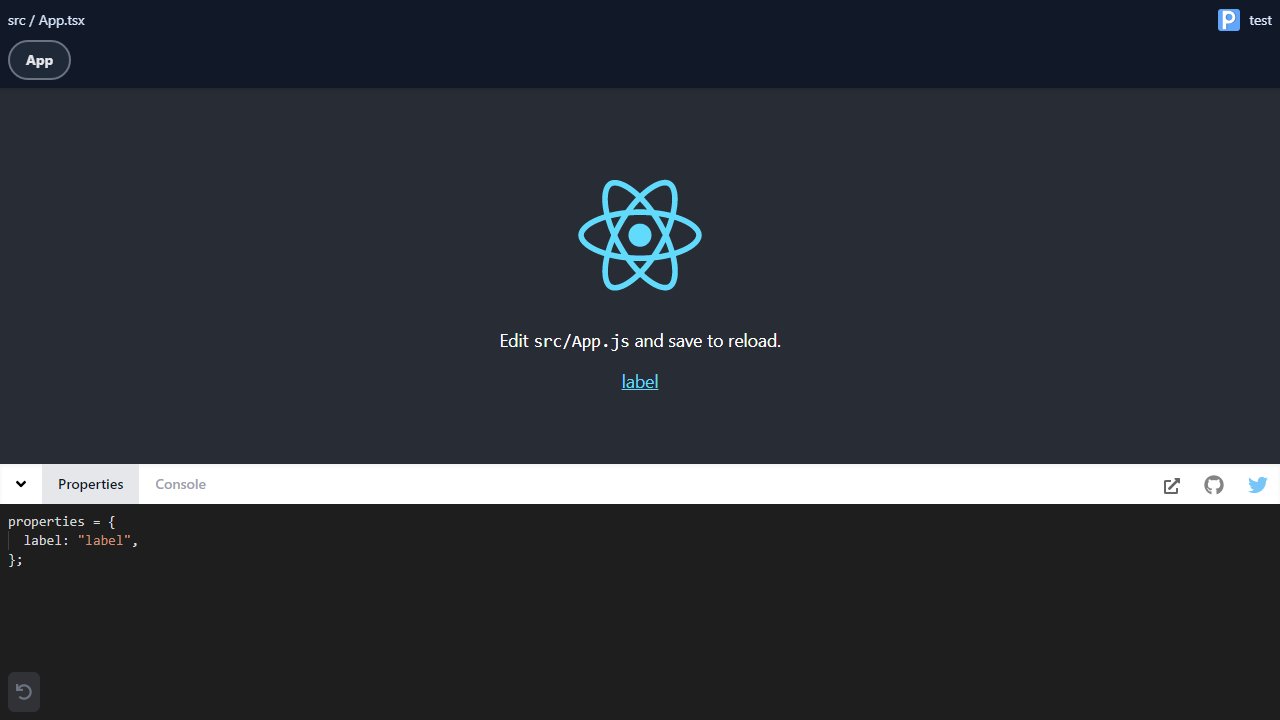 src / App.tsx
P test
App
Edit src/App.js and save to reload.
label
Properties Console
properties = {
  label: "label",
};